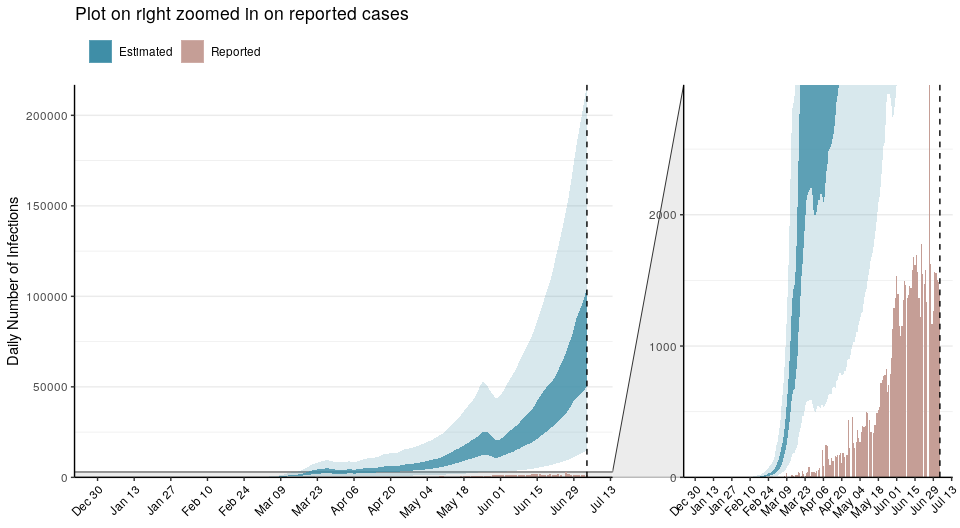 Plot on right zoomed in on reported cases
Estimated Reported
Daily Number of Infections
200000
150000
100000
50000
0
Dec 30 Jan 13 Jan 27 Feb 10 Feb 24 Mar 09 Mar 23 Apr 06 Apr 20 May 04 May 18 Jun 01 Jun 15 Jun 29 Jul 13
2000
1000
0
Dec 30 Jan 13 Jan 27 Feb 10 Feb 24 Mar 09 Mar 23 Apr 06 Apr 20 May 04 May 18 Jun 01 Jun 15 Jun 29 Jul 13